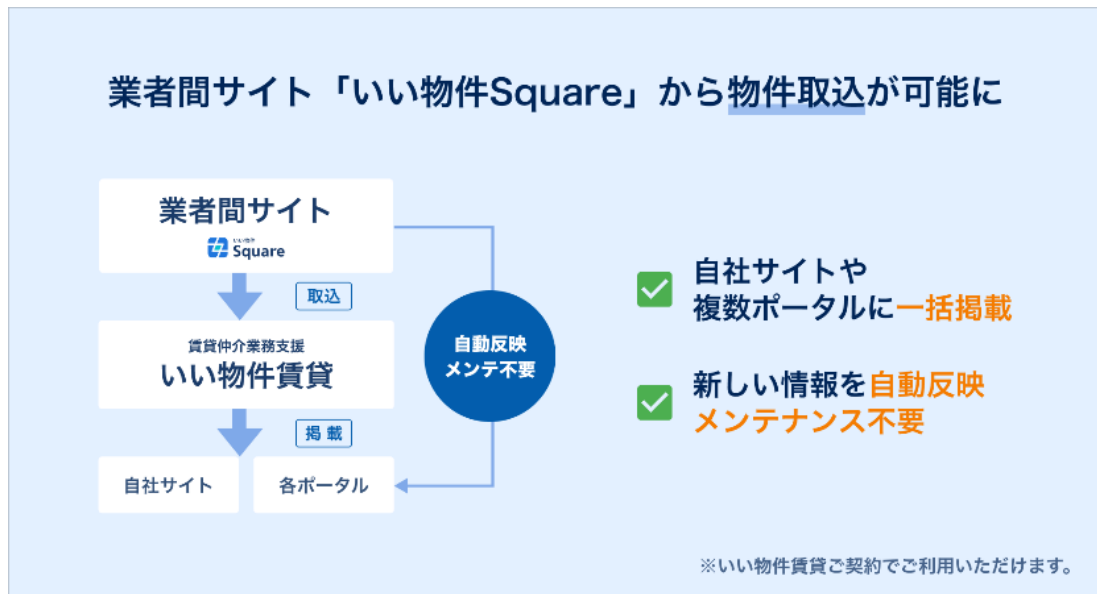 業者間サイト「いい物件Square」から物件取込が可能に
業者間サイト
いい物件
Square
取込
賃貸仲介業務支援
いい物件賃貸
掲載
自社サイト
各ポータル
自動反映
メンテ不要
自社サイトや
複数ポータルに一括掲載
新しい情報を自動反映
メンテナンス不要
※いい物件賃貸ご契約でご利用いただけます。